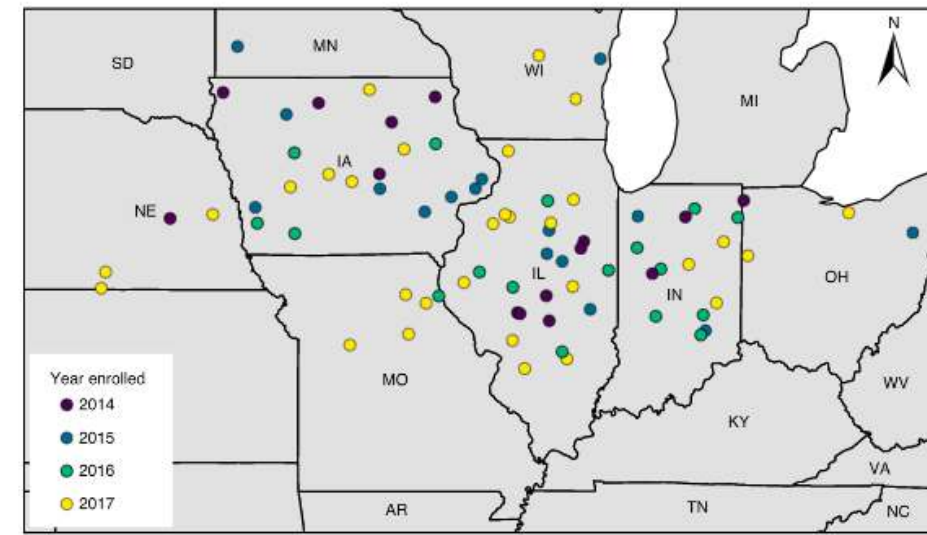 N
MN
SD
WI
MI
IA
NE
IL
OH
IN
MO
WV
KY
VA
AR
TN
NC
Year enrolled
2014
2015
2016
2017